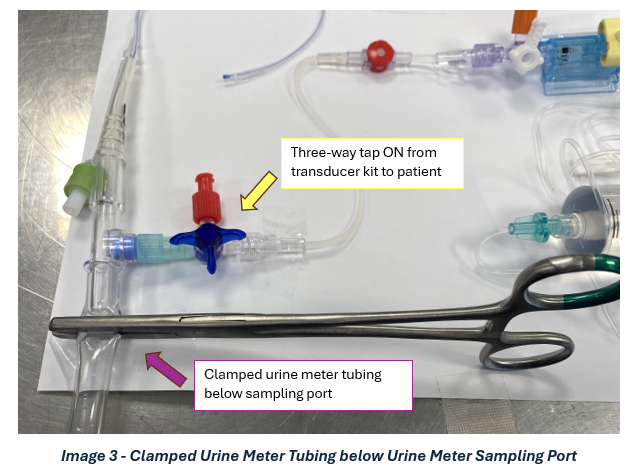 Three-way tap ON from
transducer kit to patient
Clamped urine meter tubing
below sampling port
Image 3 - Clamped Urine Meter Tubing below Urine Meter Sampling Port